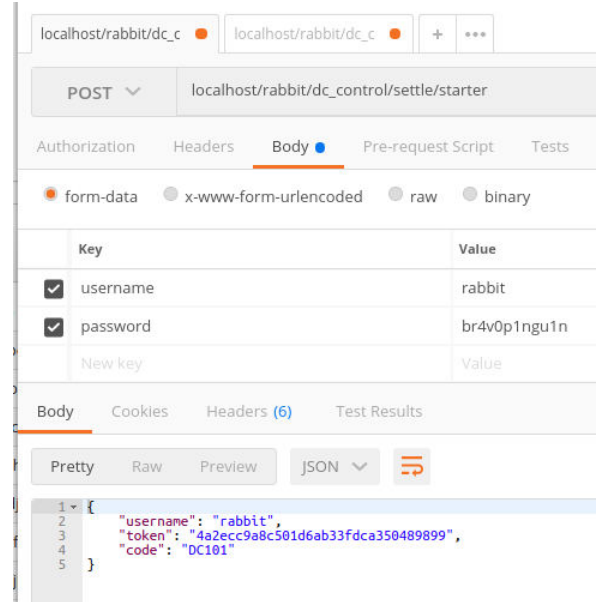 localhost/rabbit/dc_c localhost/rabbit/dc_c + •••
POST localhost/rabbit/dc_control/settle/starter
Authorization Headers Body Pre-request Script Tests
form-data x-www-form-urlencoded raw binary
Key Value
username rabbit
password br4v0p1ngu1n
New key Value
Body Cookies Headers (6) Test Results
Pretty Raw Preview JSON
1 {
2 "username": "rabbit",
3 "token": "4a2ecc9a8c501d6ab33fdca350489899",
4 "code": "DC101"
5 }